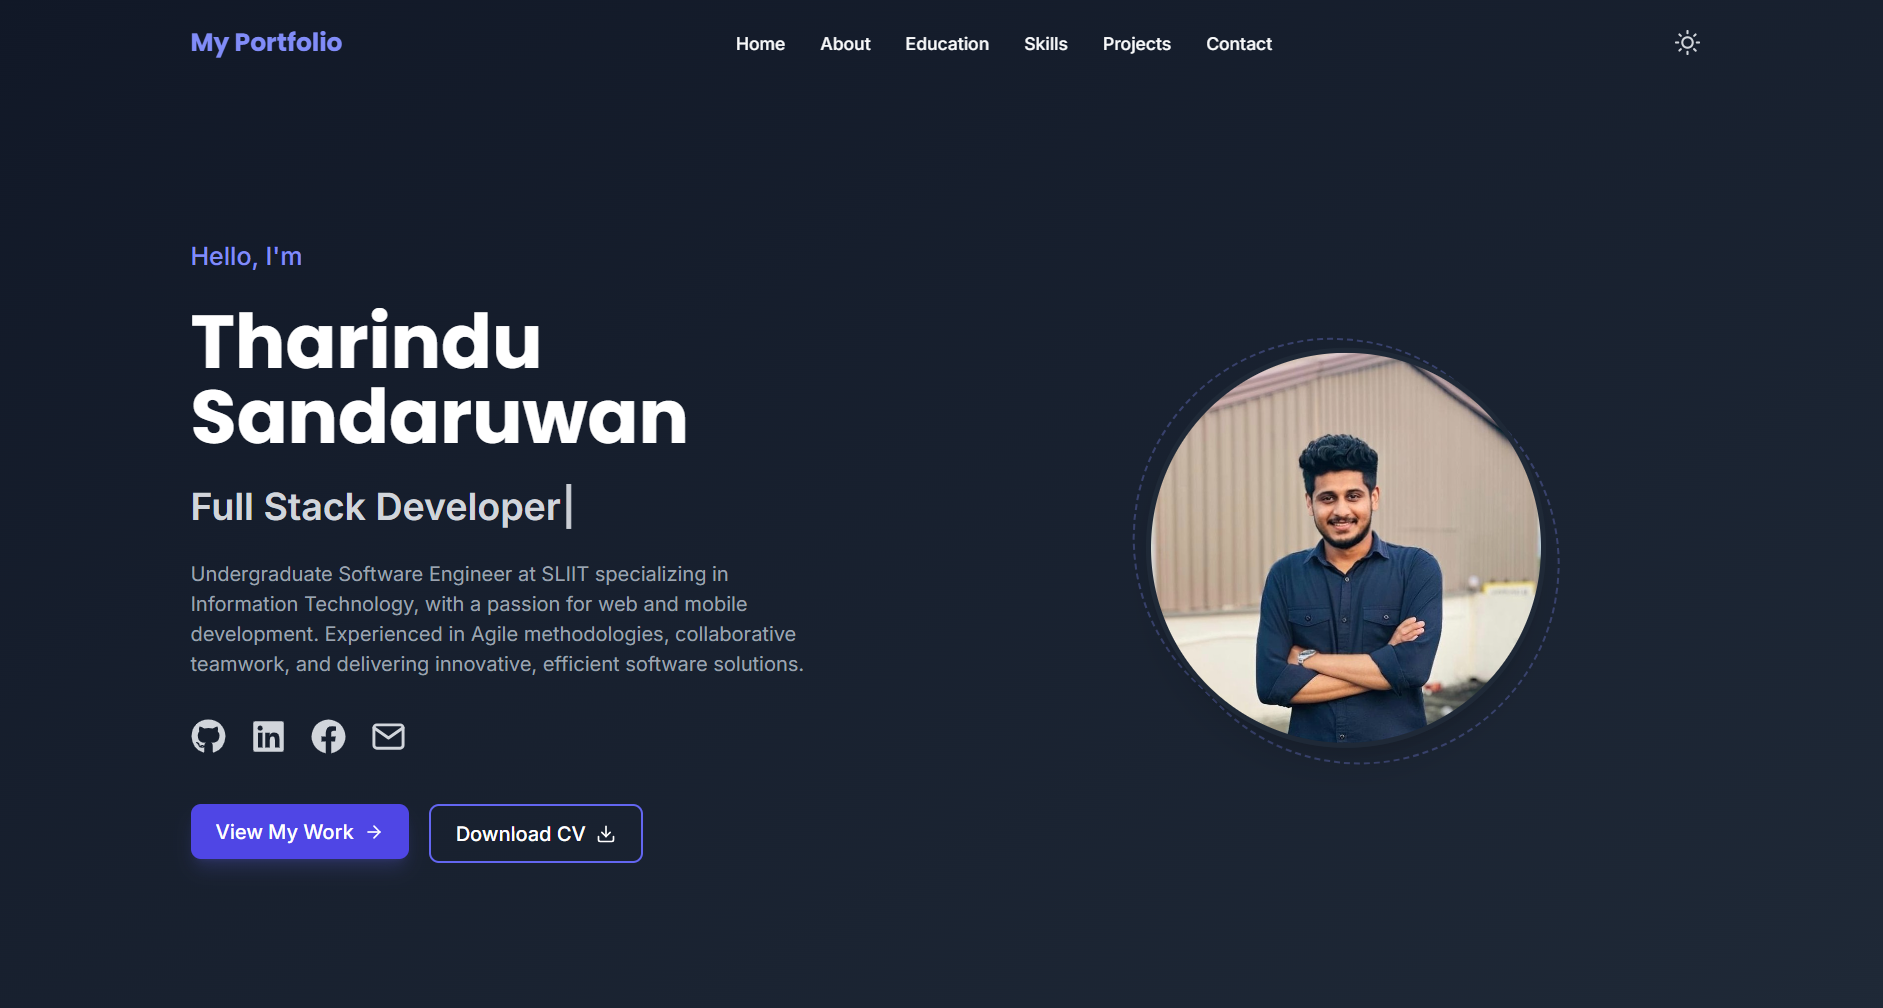 My Portfolio
Home
About
Education
Skills
Projects
Contact
Hello, I'm
Tharindu
Sandaruwan
Full Stack Developer
Undergraduate Software Engineer at SLIIT specializing in
Information Technology, with a passion for web and mobile
development. Experienced in Agile methodologies, collaborative
teamwork, and delivering innovative, efficient software solutions.
in
View My Work →
Download CV